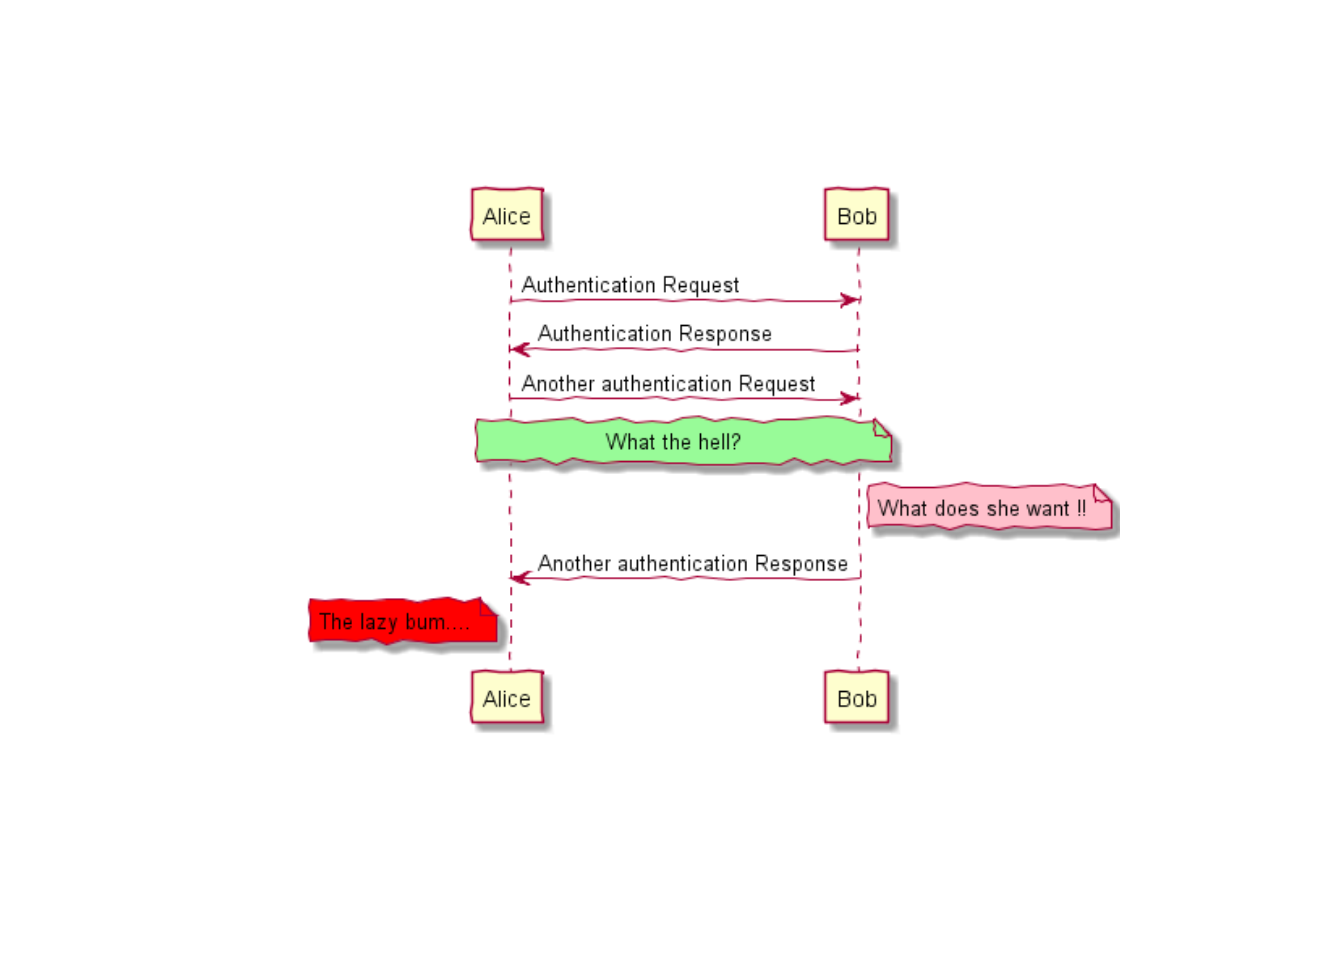 Alice
Bob
Authentication Request
Authentication Response
Another authentication Request
What the hell?
What does she want !!
Another authentication Response
The lazy bum....
Alice
Bob